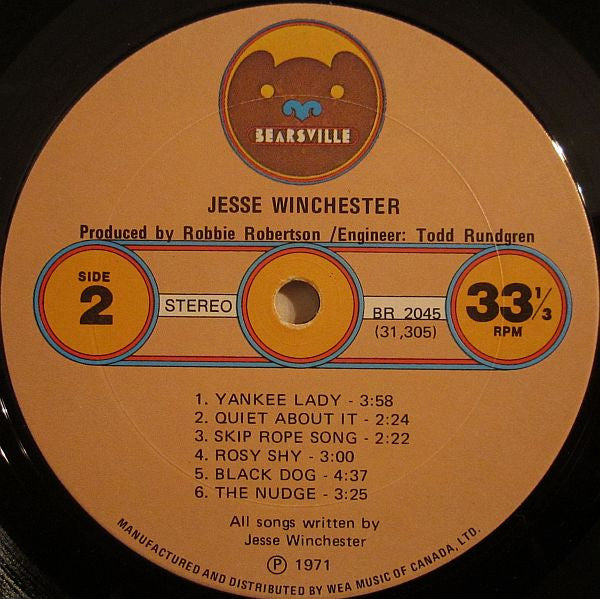 BEARSVILLE
JESSE WINCHESTER
Produced by Robbie Robertson /Engineer: Todd Rundgren
SIDE
2
STEREO
BR 2045
(31,305)
33 1/3
RPM
1. YANKEE LADY - 3:58
2. QUIET ABOUT IT - 2:24
3. SKIP ROPE SONG - 2:22
4. ROSY SHY - 3:00
5. BLACK DOG - 4:37
6. THE NUDGE - 3:25
All songs written by
Jesse Winchester
℗ 1971
MANUFACTURED AND DISTRIBUTED BY WEA MUSIC OF CANADA, LTD.